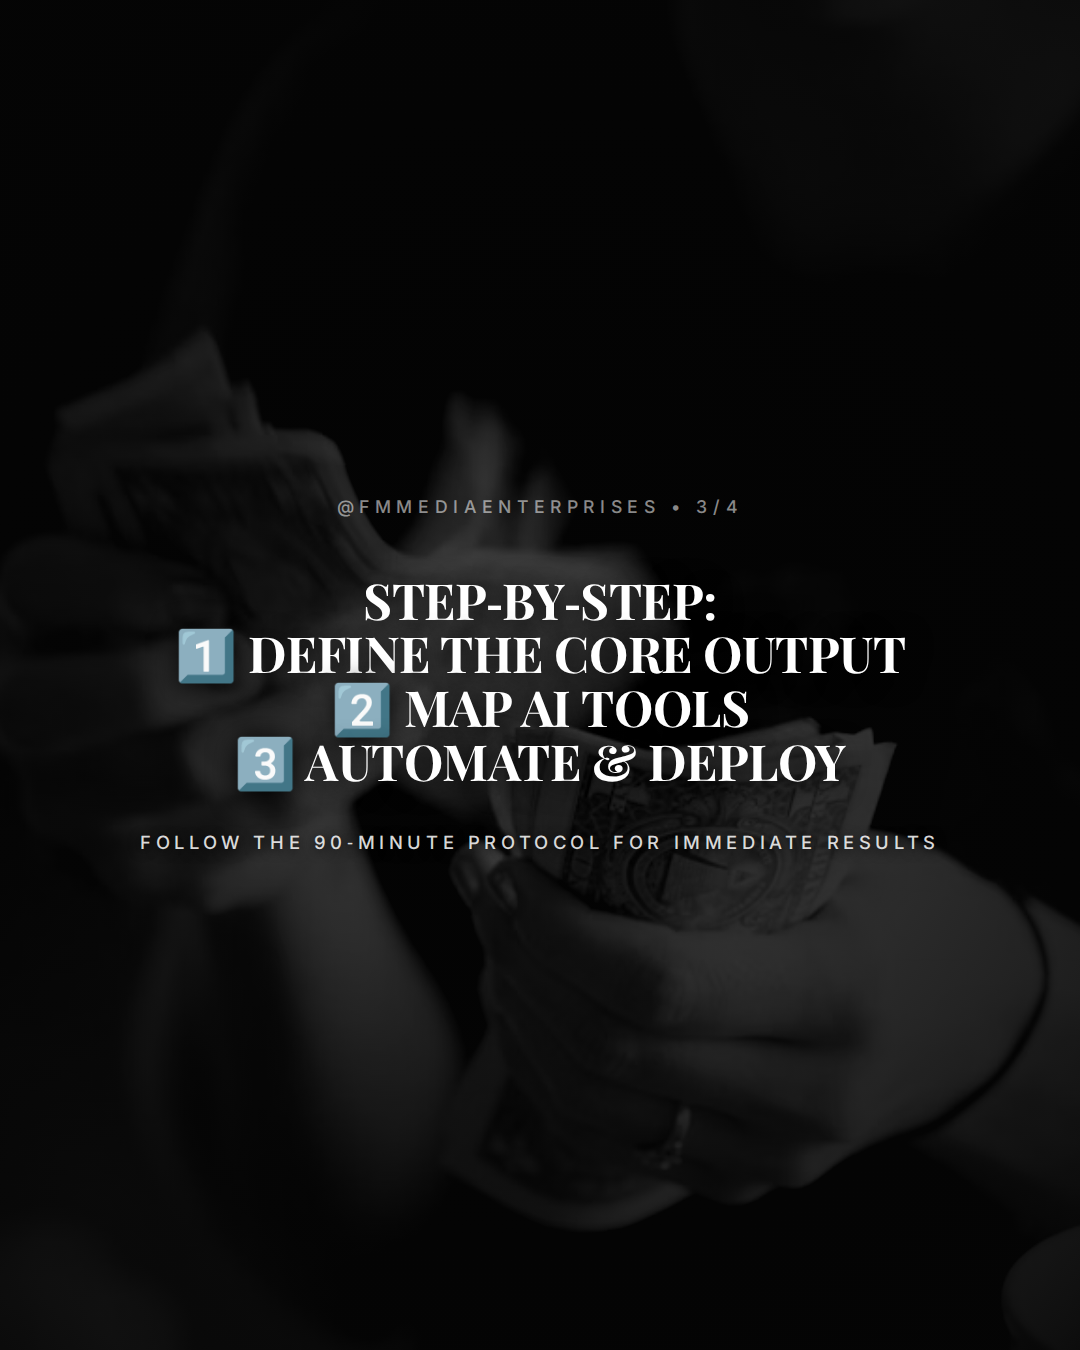 @FMMEDIAENTERPRISES • 3/4
STEP-BY-STEP:
1️⃣ DEFINE THE CORE OUTPUT
2️⃣ MAP AI TOOLS
3️⃣ AUTOMATE & DEPLOY
FOLLOW THE 90-MINUTE PROTOCOL FOR IMMEDIATE RESULTS